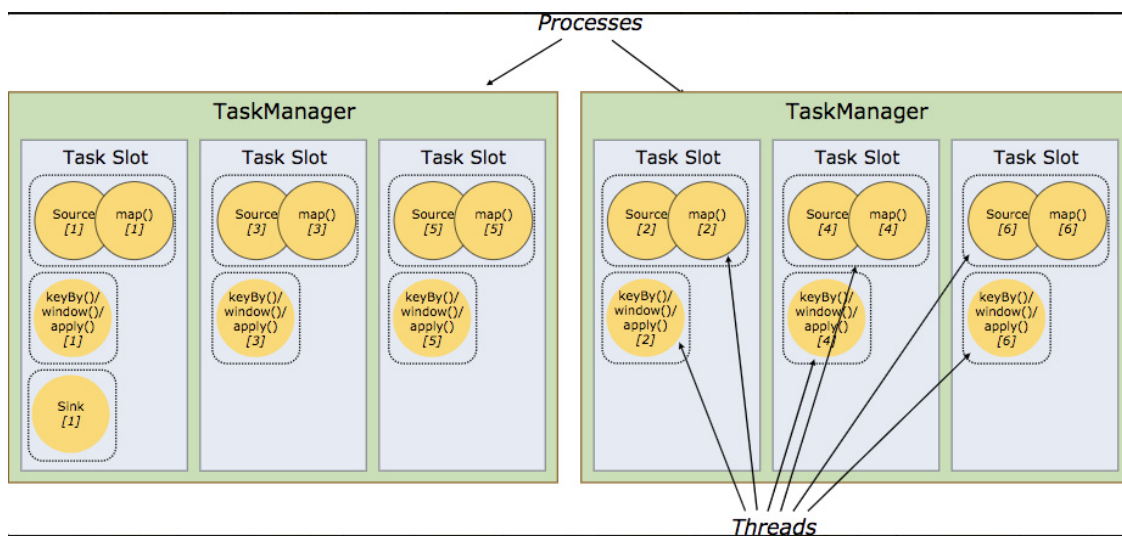 Processes
TaskManager
Task Slot
Source
[1]
map()
[1]
keyBy()/
window()/
apply()
[1]
Sink
[1]
Task Slot
Source
[3]
map()
[3]
keyBy()/
window()/
apply()
[3]
Task Slot
Source
[5]
map()
[5]
keyBy()/
window()/
apply()
[5]
TaskManager
Task Slot
Source
[2]
map()
[2]
keyBy()/
window()/
apply()
[2]
Task Slot
Source
[4]
map()
[4]
keyBy()/
window()/
apply()
[4]
Task Slot
Source
[6]
map()
[6]
keyBy()/
window()/
apply()
[6]
Threads